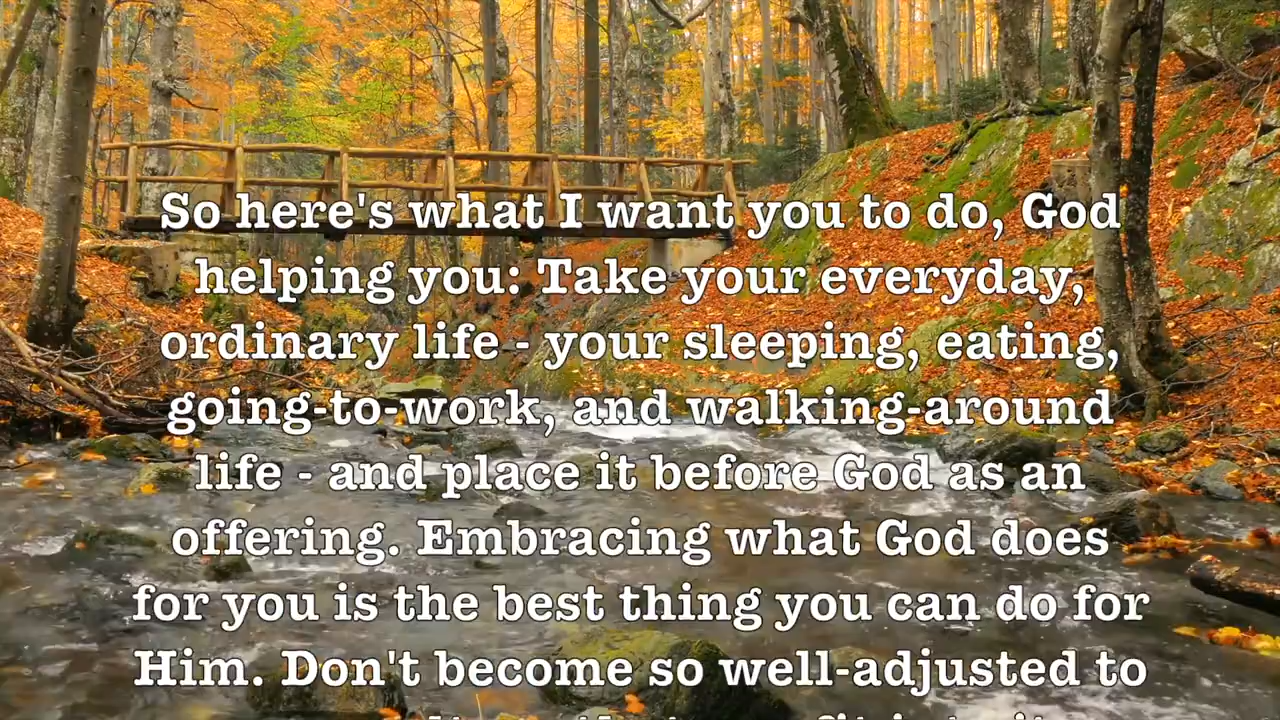 So here's what I want you to do, God
helping you: Take your everyday,
ordinary life - your sleeping, eating,
going-to-work, and walking-around
life - and place it before God as an
offering. Embracing what God does
for you is the best thing you can do for
Him. Don't become so well-adjusted to